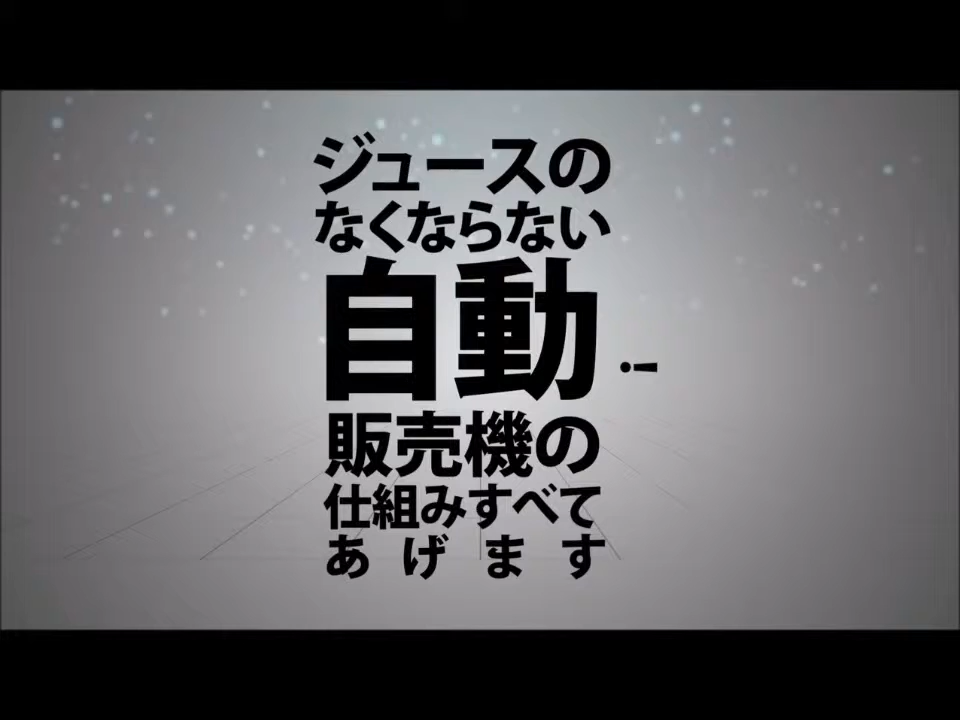 ジュースの
なくならない
自動
販売機の
仕組みすべて
あげます
!